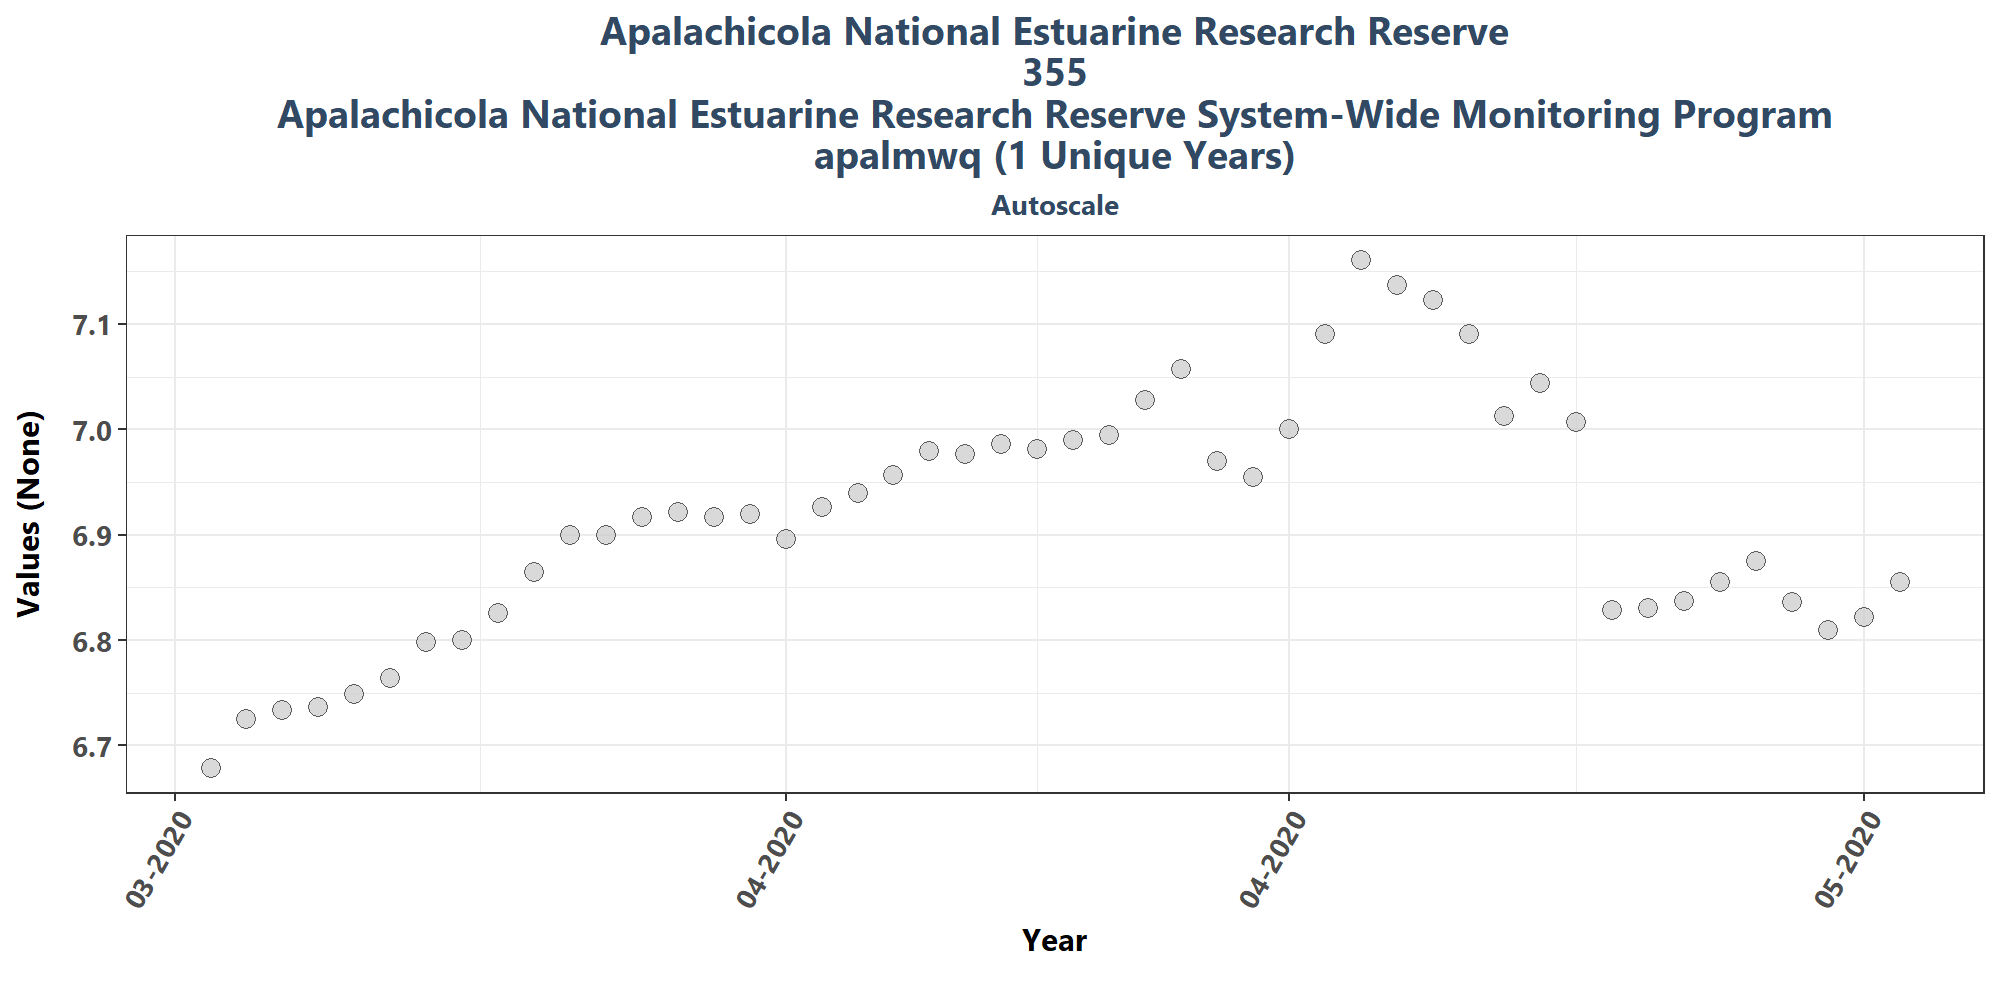 Apalachicola National Estuarine Research Reserve
355
Apalachicola National Estuarine Research Reserve System-Wide Monitoring Program
apalmwq (1 Unique Years)
Autoscale
Values (None)
7.1
7.0
6.9
6.8
6.7
03-2020
04-2020
04-2020
05-2020
Year